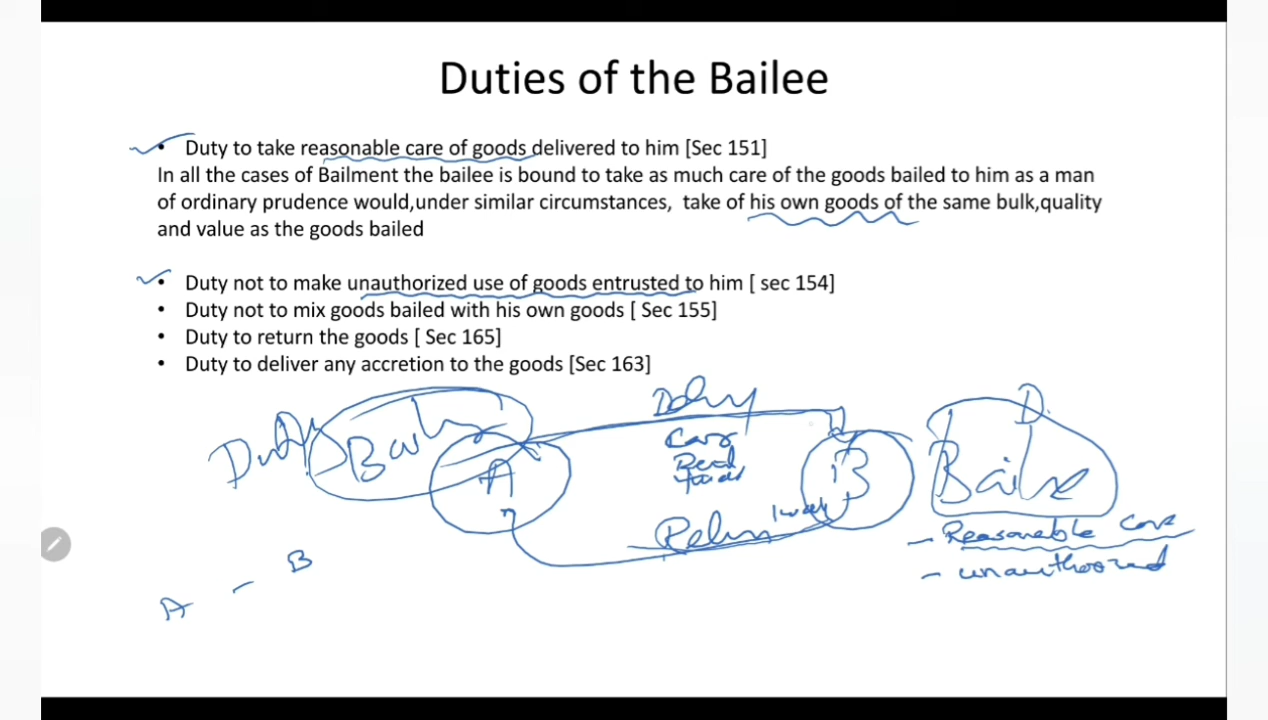 Duties of the Bailee
• Duty to take reasonable care of goods delivered to him [Sec 151]
In all the cases of Bailment the bailee is bound to take as much care of the goods bailed to him as a man
of ordinary prudence would,under similar circumstances, take of his own goods of the same bulk,quality
and value as the goods bailed
• Duty not to make unauthorized use of goods entrusted to him [ sec 154]
• Duty not to mix goods bailed with his own goods [ Sec 155]
• Duty to return the goods [ Sec 165]
• Duty to deliver any accretion to the goods [Sec 163]
D.
A
B
1 week
- Reasonable Care
B
A -